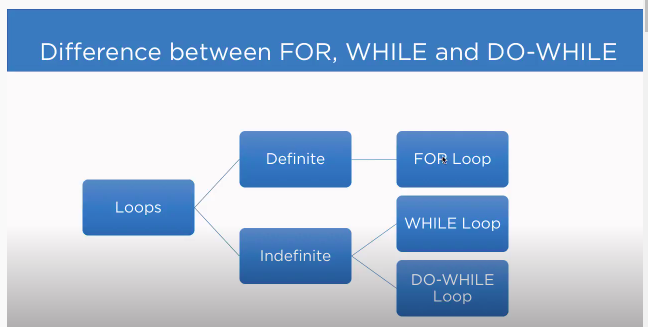 Difference between FOR, WHILE and DO-WHILE
Loops
Definite
FOR Loop
Indefinite
WHILE Loop
DO-WHILE
Loop